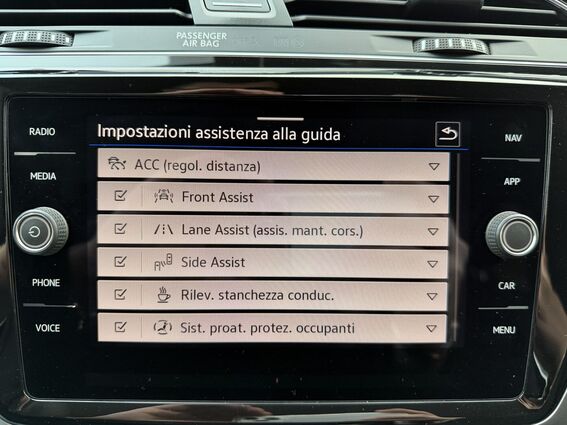 PASSENGER
AIR BAG
RADIO
MEDIA
PHONE
VOICE
Impostazioni assistenza alla guida
ACC (regol. distanza)
Front Assist
Lane Assist (assis. mant. cors.)
Side Assist
Rilev. stanchezza conduc.
Sist. proat. protez. occupanti
NAV
APP
CAR
MENU